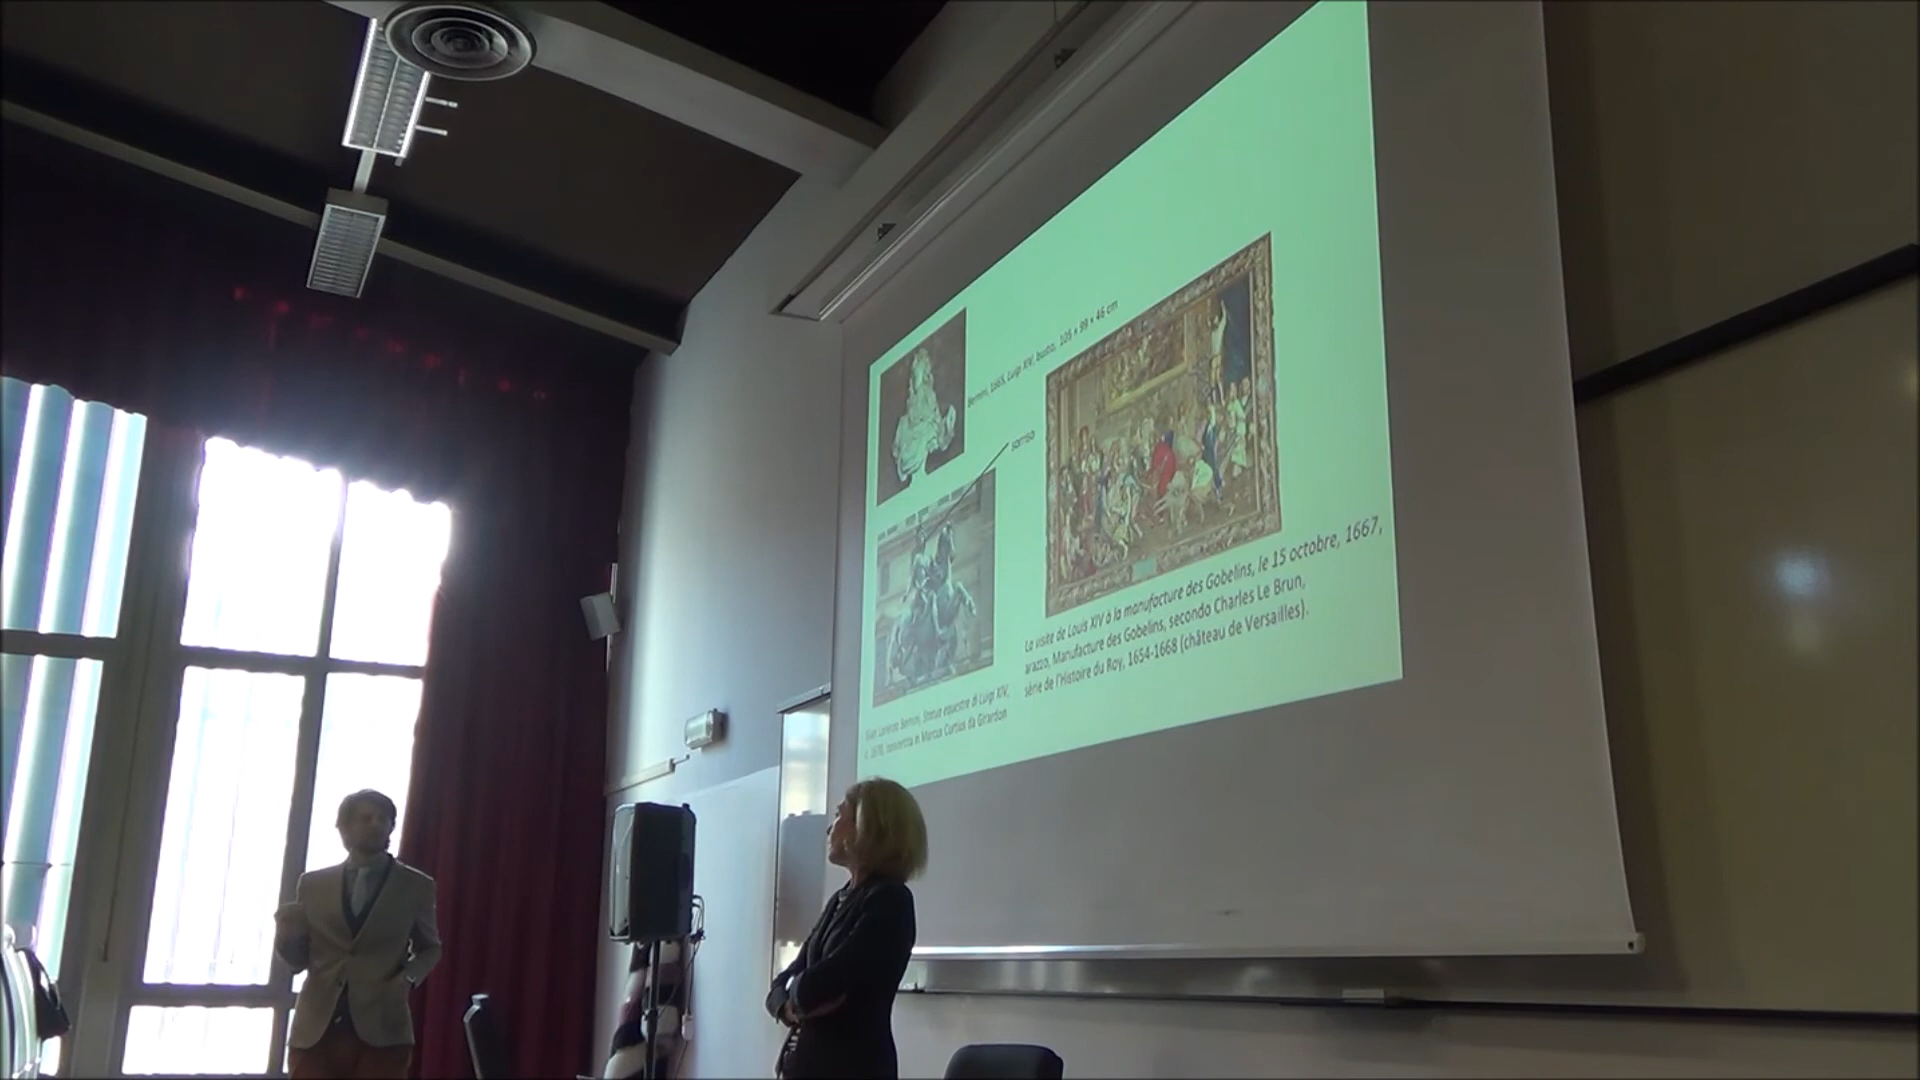 Bernini, 1665, Luigi XIV, busto, 105 × 99 × 46 cm
sorriso
La visite de Louis XIV à la manufacture des Gobelins, le 15 octobre, 1667,
arazzo, Manufacture des Gobelins, secondo Charles Le Brun,
série de l'Histoire du Roy, 1654-1668 (château de Versailles).
Gian Lorenzo Bernini, Statua equestre di Luigi XIV,
1678, convertita in Marcus Curtius da Girardon